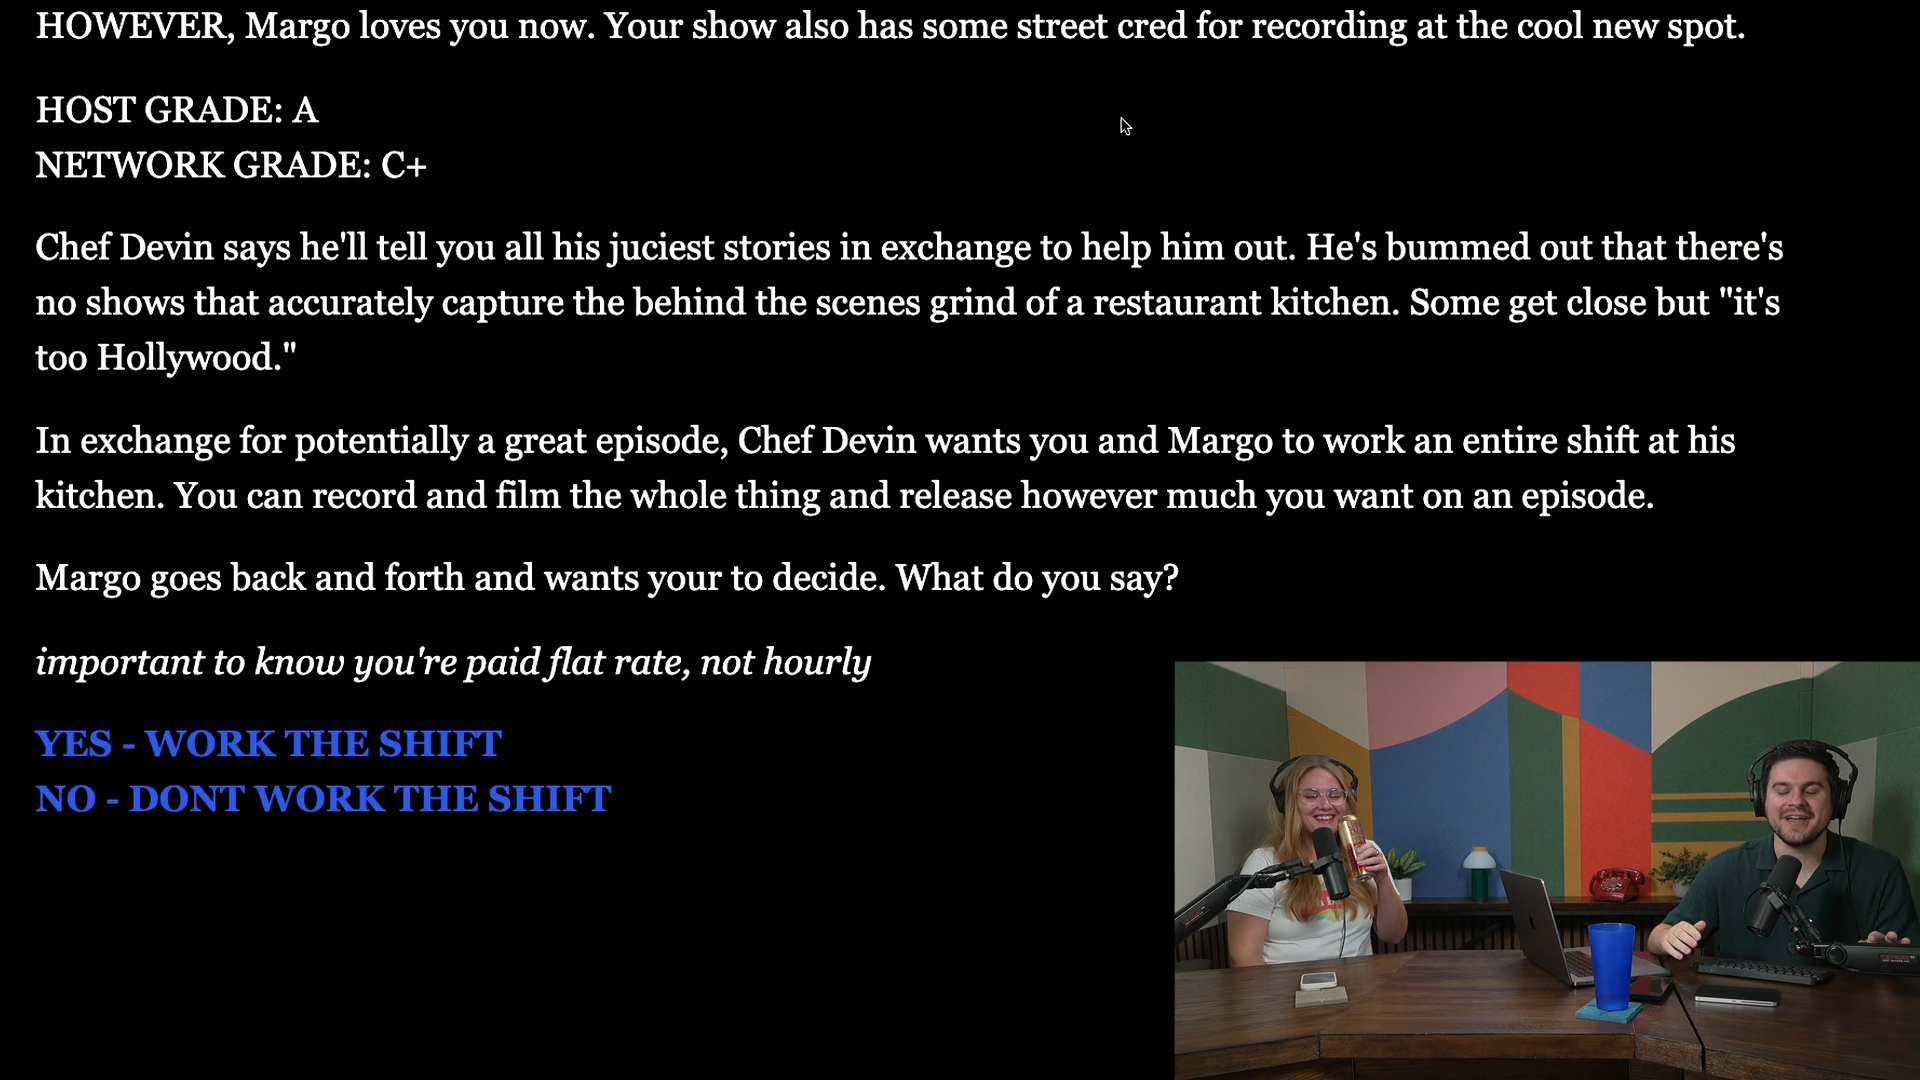 HOWEVER, Margo loves you now. Your show also has some street cred for recording at the cool new spot.
HOST GRADE: A
NETWORK GRADE: C+
Chef Devin says he'll tell you all his juciest stories in exchange to help him out. He's bummed out that there's
no shows that accurately capture the behind the scenes grind of a restaurant kitchen. Some get close but "it's
too Hollywood."
In exchange for potentially a great episode, Chef Devin wants you and Margo to work an entire shift at his
kitchen. You can record and film the whole thing and release however much you want on an episode.
Margo goes back and forth and wants your to decide. What do you say?
important to know you're paid flat rate, not hourly
YES - WORK THE SHIFT
NO - DONT WORK THE SHIFT